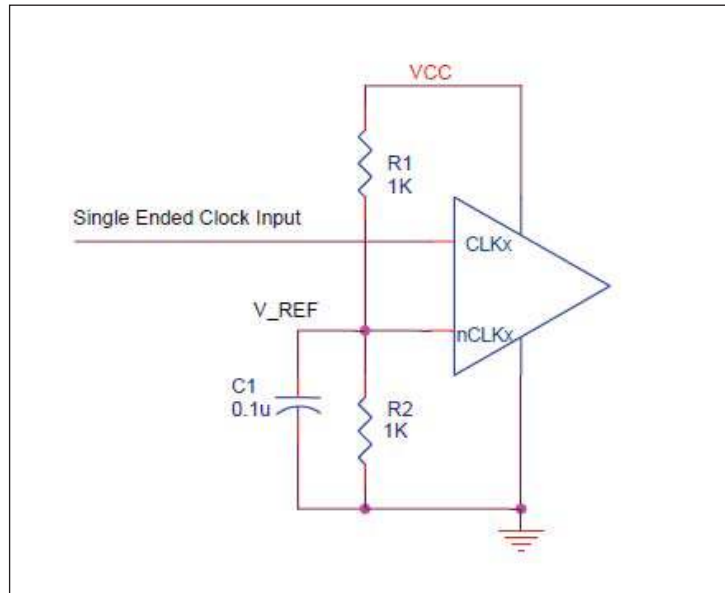 VCC
R1
1K
Single Ended Clock Input
CLKx
V_REF
nCLKx
C1
0.1u
R2
1K